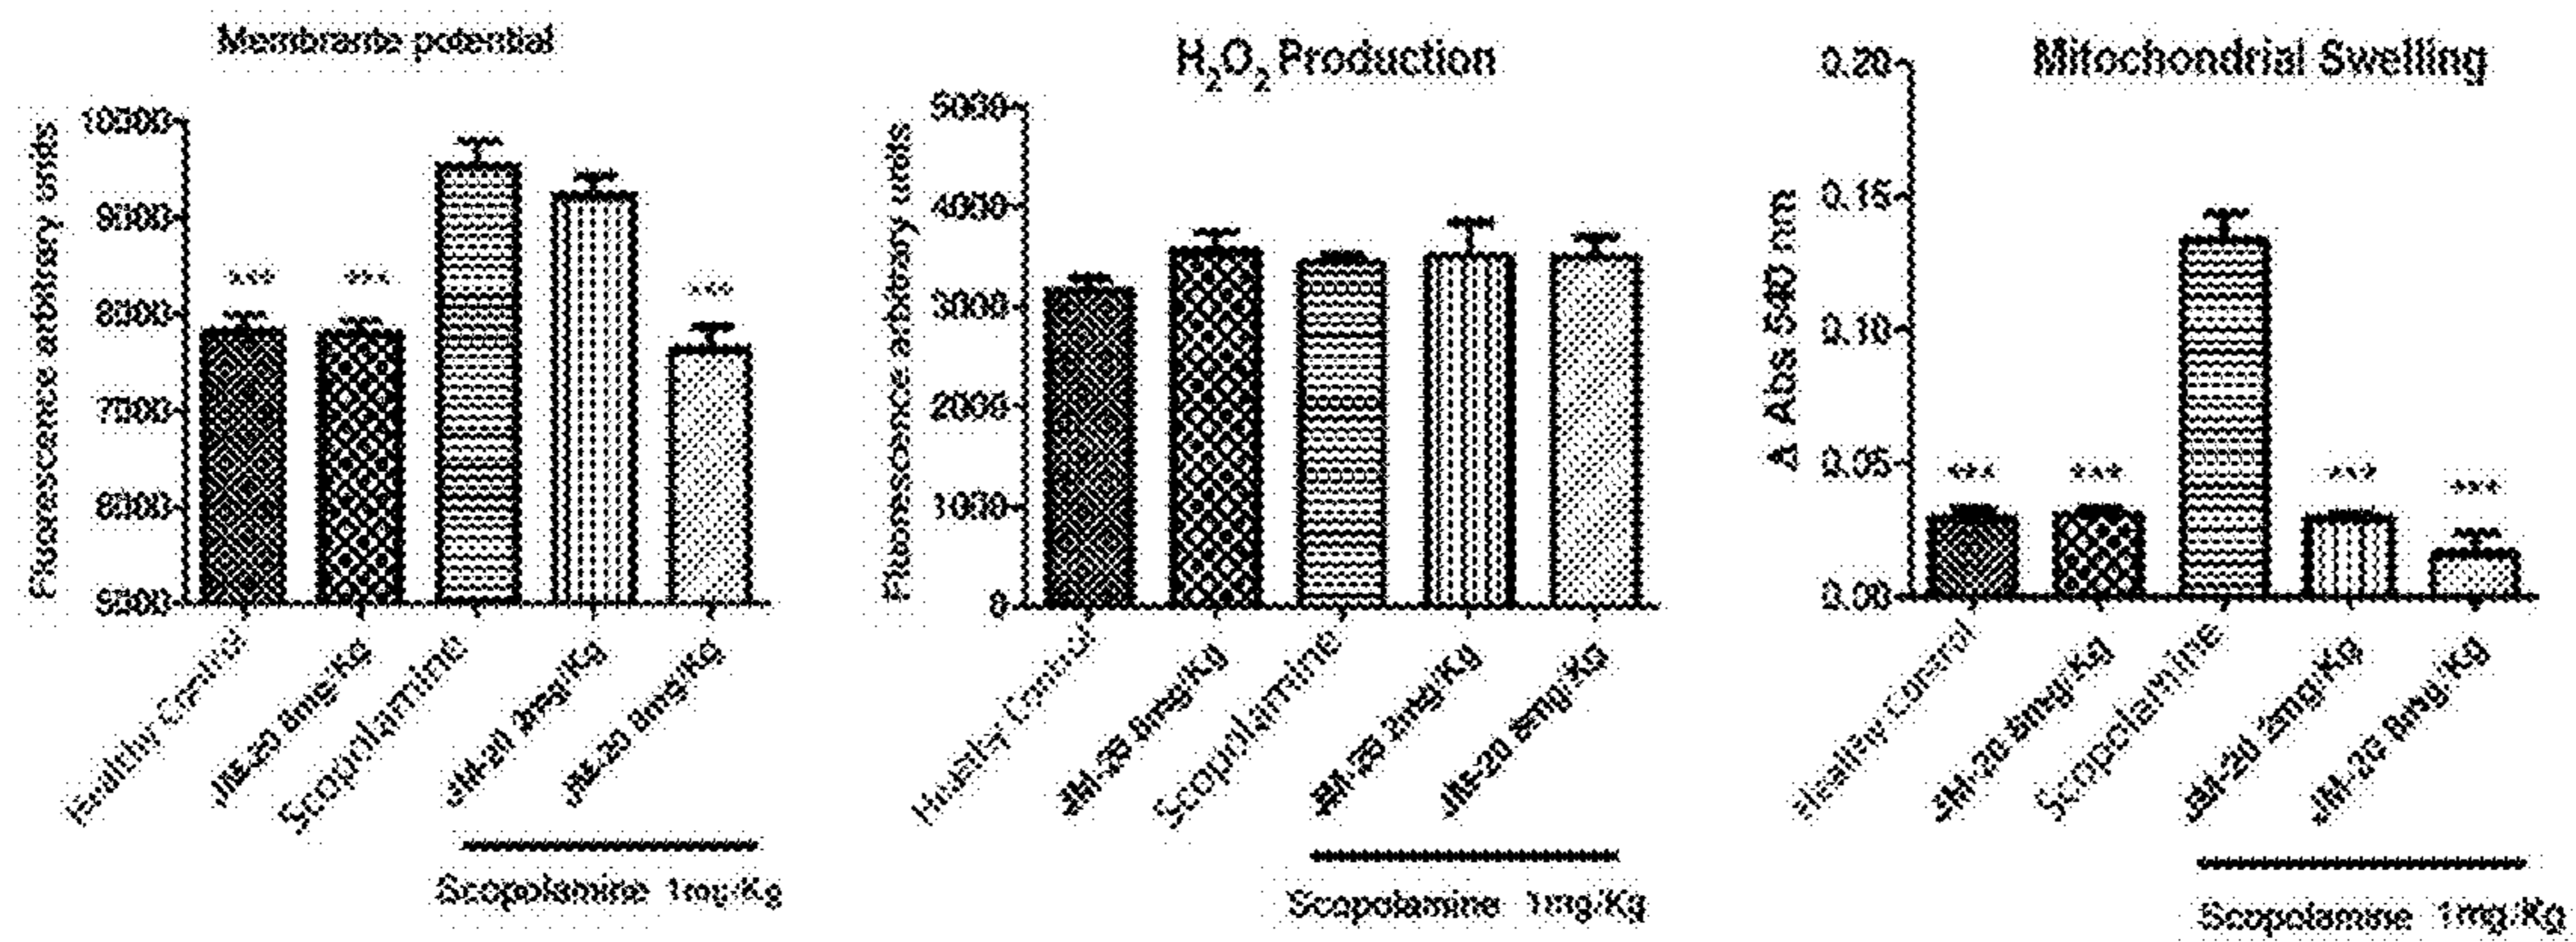 Membrante potential
Fluorescence arbitrary units
10000
9000
8000
7000
6000
Healthy Control
JM-20 8mg/Kg
Scopolamine
JM-20 2mg/Kg
JM-20 8mg/Kg
Scopolamine 1mg/Kg
***
***
***
H₂O₂ Production
Fluorescence arbitrary units
5000
4000
3000
2000
1000
0
Healthy Control
JM-20 8mg/Kg
Scopolamine
JM-20 2mg/Kg
JM-20 8mg/Kg
Scopolamine 1mg/Kg
Mitochondrial Swelling
Δ Abs 540 nm
0.20
0.15
0.10
0.05
0.00
***
***
***
***
Healthy Control
JM-20 8mg/Kg
Scopolamine
JM-20 2mg/Kg
JM-20 8mg/Kg
Scopolamine 1mg/Kg